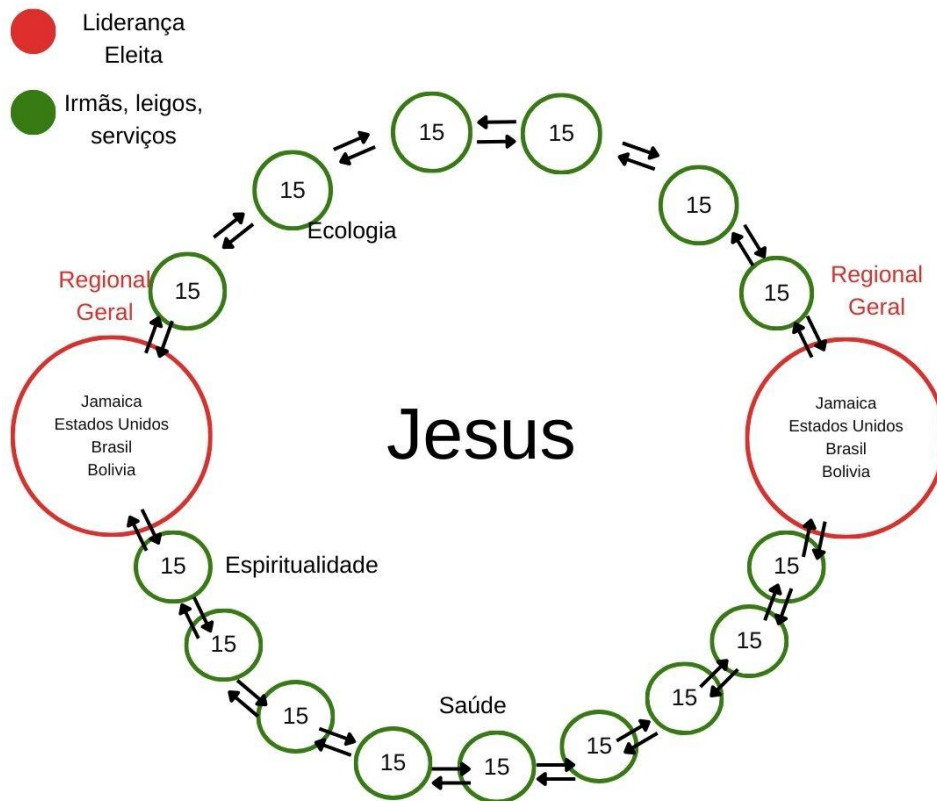 Liderança
Eleita
Irmãs, leigos,
serviços
15
15
15
Ecologia
15
15
15
Regional
Geral
Regional
Geral
Jamaica
Estados Unidos
Brasil
Bolivia
Jesus
Jamaica
Estados Unidos
Brasil
Bolivia
15
Espiritualidade
15
15
15
15
Saúde
15
15
15
15